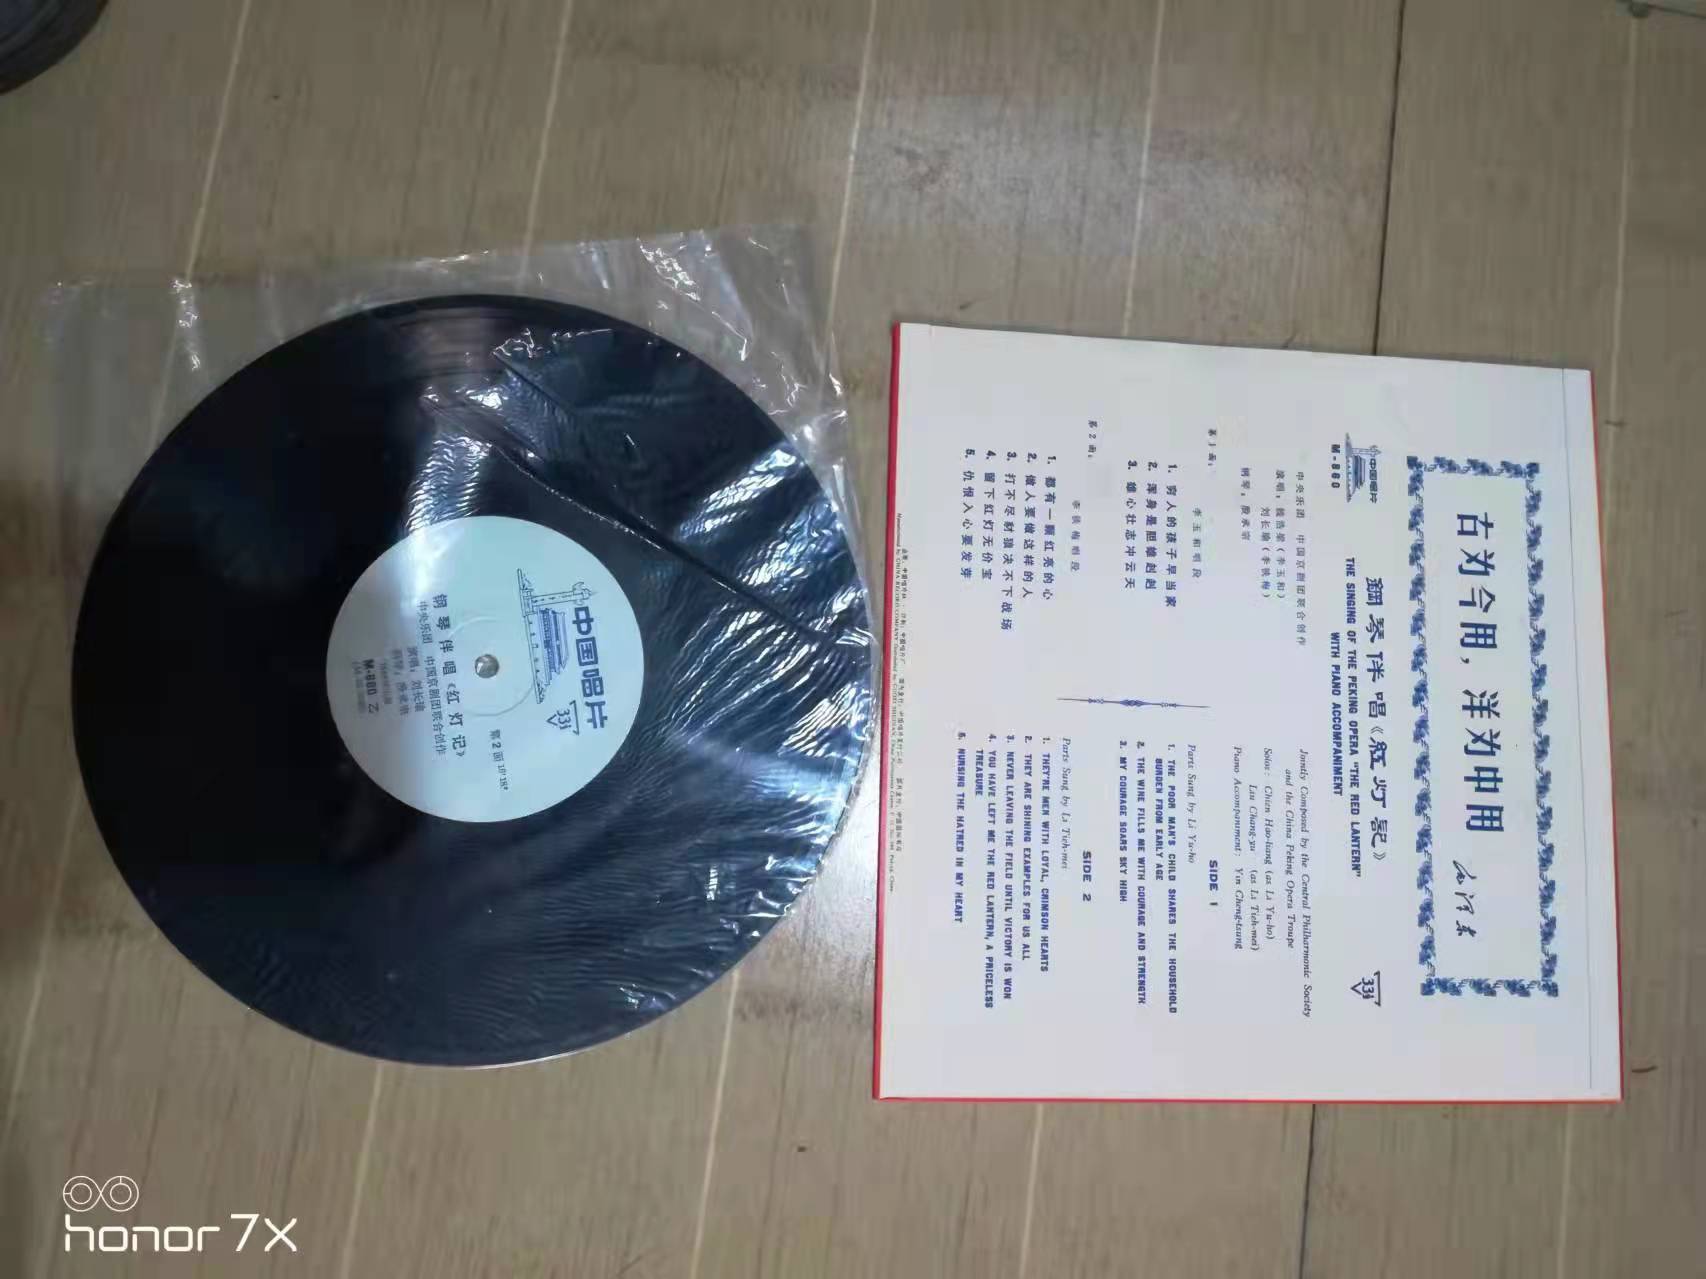 古为今用，洋为中用
毛泽东
中国唱片
M-860
鋼琴伴唱《紅灯記》
THE SINGING OF THE PEKING OPERA "THE RED LANTERN"
WITH PIANO ACCOMPANIMENT
33⅓
中央乐团 中国京剧团联合创作
演唱：钱浩梁（李玉和）
刘长瑜（李铁梅）
钢琴：殷承宗
Jointly Composed by the Central Philharmonic Society
and the China Peking Opera Troupe
Solos: Chien Hao-liang (as Li Yu-ho)
Liu Chang-yu (as Li Tieh-mei)
Piano Accompaniment: Yin Cheng-tsung
第1面：
李玉和唱段
1. 穷人的孩子早当家
2. 浑身是胆雄赳赳
3. 雄心壮志冲云天
第2面：
李铁梅唱段
1. 都有一颗红亮的心
2. 做人要做这样的人
3. 打不尽豺狼决不下战场
4. 留下红灯无价宝
5. 仇恨入心要发芽
SIDE 1
Parts Sung by Li Yu-ho
1. THE POOR MAN'S CHILD SHARES THE HOUSEHOLD
BURDEN FROM EARLY AGE
2. THE WINE FILLS ME WITH COURAGE AND STRENGTH
3. MY COURAGE SOARS SKY HIGH
SIDE 2
Parts Sung by Li Tieh-mei
1. THEY'RE MEN WITH LOYAL, CRIMSON HEARTS
2. THEY ARE SHINING EXAMPLES FOR US ALL
3. NEVER LEAVING THE FIELD UNTIL VICTORY IS WON
4. YOU HAVE LEFT ME THE RED LANTERN, A PRICELESS
TREASURE
5. NURSING THE HATRED IN MY HEART
中国唱片
33⅓
第2面
钢琴伴唱《红灯记》
中央乐团 中国京剧团联合创作
演唱：刘长瑜
钢琴：殷承宗
M-860 乙
honor 7X